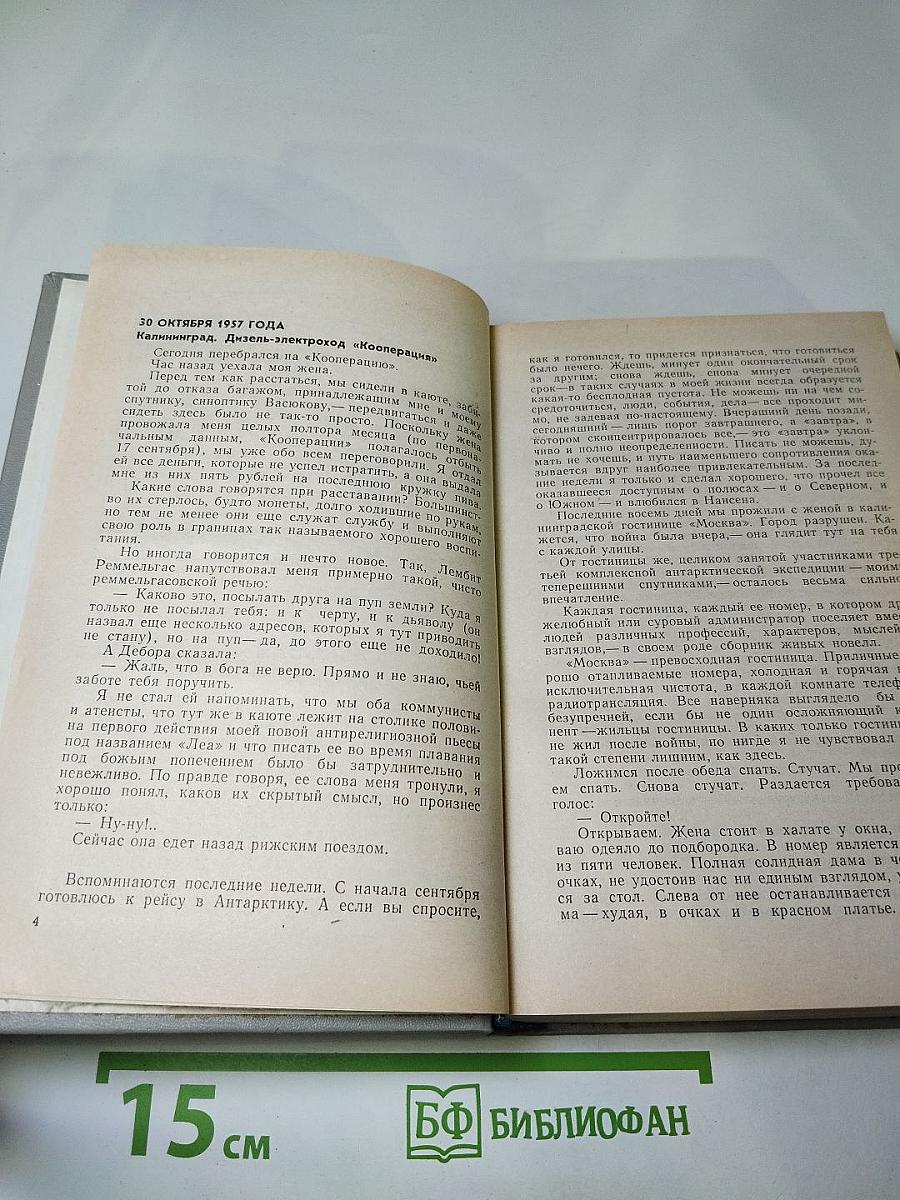 30 ОКТЯБРЯ 1957 ГОДА
Калининград. Дизель-электроход «Кооперация»
Сегодня перебрался на «Кооперацию».
Час назад уехала моя жена.
Перед тем как расстаться, мы сидели в каюте, заби-
той до отказа багажом, принадлежащим мне и моему
спутнику, синоптику Васюкову,— передвигаться и даже
сидеть здесь было не так-то просто. Поскольку жена
провожала меня целых полтора месяца (по первона-
чальным данным, «Кооперации» полагалось отбыть
17 сентября), мы уже обо всем переговорили. Я отдал
ей все деньги, которые не успел истратить, а она выдала
мне из них пять рублей на последнюю кружку пива.
Какие слова говорятся при расставании? Большинст-
во их стерлось, будто монеты, долго ходившие по рукам,
но тем не менее они еще служат службу и выполняют
свою роль в границах так называемого хорошего воспи-
тания.
Но иногда говорится и нечто новое. Так, Лембит
Реммельгас напутствовал меня примерно такой, чисто
реммельгасовской речью:
— Каково это, посылать друга на пуп земли? Куда я
только не посылал тебя: и к черту, и к дьяволу (он
назвал еще несколько адресов, которых я тут приводить
не стану), но на пуп— да, до этого еще не доходило!
А Дебора сказала:
— Жаль, что в бога не верю. Прямо и не знаю, чьей
заботе тебя поручить.
Я не стал ей напоминать, что мы оба коммунисты
и атеисты, что тут же в каюте лежит на столике полови-
на первого действия моей новой антирелигиозной пьесы
под названием «Леа» и что писать ее во время плавания
под божьим попечением было бы затруднительно и
невежливо. По правде говоря, ее слова меня тронули, я
хорошо понял, каков их скрытый смысл, но произнес
только:
— Ну-ну!..
Сейчас она едет назад рижским поездом.
Вспоминаются последние недели. С начала сентября
готовлюсь к рейсу в Антарктику. А если вы спросите,
4
как я готовился, то придется признаться, что готовиться
было нечего. Ждешь, минует один окончательный срок
за другим; снова ждешь, снова минует очередной
срок—в таких случаях в моей жизни всегда образуется
какая-то бесплодная пустота. Не можешь ни на чем со-
средоточиться, люди, события, дела— все проходит ми-
мо, не задевая по-настоящему. Вчерашний день позади,
сегодняшний— лишь порог завтрашнего, а «завтра», в
котором сконцентрировалось все,— это «завтра» уклон-
чиво и полно неопределенности. Писать не можешь, ду-
мать не хочешь, и путь наименьшего сопротивления ока-
зывается вдруг наиболее привлекательным. За послед-
ние недели я только и сделал хорошего, что прочел все
оказавшееся доступным о полюсах—и о Северном, и
о Южном—и влюбился в Нансена.
Последние восемь дней мы прожили с женой в кали-
нинградской гостинице «Москва». Город разрушен. Ка-
жется, что война была вчера,— она глядит тут на тебя
с каждой улицы.
От гостиницы же, целиком занятой участниками тре-
тьей комплексной антарктической экспедиции—моим
теперешними спутниками,— осталось весьма сильно
впечатление.
Каждая гостиница, каждый ее номер, в котором др
желюбный или суровый администратор поселяет вмес
людей различных профессий, характеров, мыслей
взглядов,— в своем роде сборник живых новелл.
«Москва» — превосходная гостиница. Приличные
рошо отапливаемые номера, холодная и горячая
исключительная чистота, в каждой комнате телеф
радиотрансляция. Все наверняка выглядело бы
безупречней, если бы не один осложняющий к
нент—жильцы гостиницы. В каких только гостин
не жил после войны, но нигде я не чувствовал
такой степени лишним, как здесь.
Ложимся после обеда спать. Стучат. Мы про
ем спать. Снова стучат. Раздается требова
голос:
— Откройте!
Открываем. Жена стоит в халате у окна,
ваю одеяло до подбородка. В номер является
из пяти человек. Полная солидная дама в че
очках, не удостоив нас ни единым взглядом, у
ся за стол. Слева от нее останавливается
ма — худая, в очках и в красном платье.
15 см
БФ БИБЛИОФАН